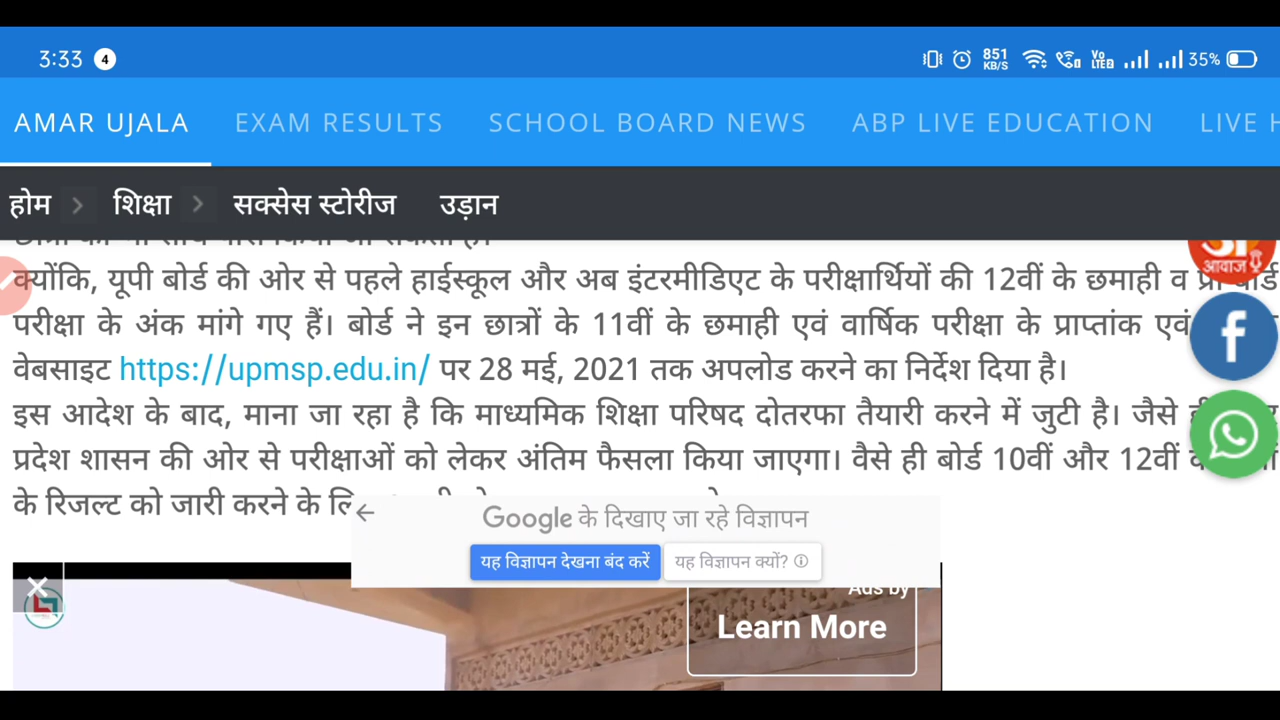 3:33 4 851 KB/S Vo LTE2 35%
AMAR UJALA EXAM RESULTS SCHOOL BOARD NEWS ABP LIVE EDUCATION LIVE H
होम > शिक्षा > सक्सेस स्टोरीज उड़ान
आवाज
क्योंकि, यूपी बोर्ड की ओर से पहले हाईस्कूल और अब इंटरमीडिएट के परीक्षार्थियों की 12वीं के छमाही व प्री बोर्ड
परीक्षा के अंक मांगे गए हैं। बोर्ड ने इन छात्रों के 11वीं के छमाही एवं वार्षिक परीक्षा के प्राप्तांक एवं
वेबसाइट https://upmsp.edu.in/ पर 28 मई, 2021 तक अपलोड करने का निर्देश दिया है।
इस आदेश के बाद, माना जा रहा है कि माध्यमिक शिक्षा परिषद दोतरफा तैयारी करने में जुटी है। जैसे
प्रदेश शासन की ओर से परीक्षाओं को लेकर अंतिम फैसला किया जाएगा। वैसे ही बोर्ड 10वीं और 12वीं
के रिजल्ट को जारी करने के
Google के दिखाए जा रहे विज्ञापन
यह विज्ञापन देखना बंद करें यह विज्ञापन क्यों?
Ads by
Learn More